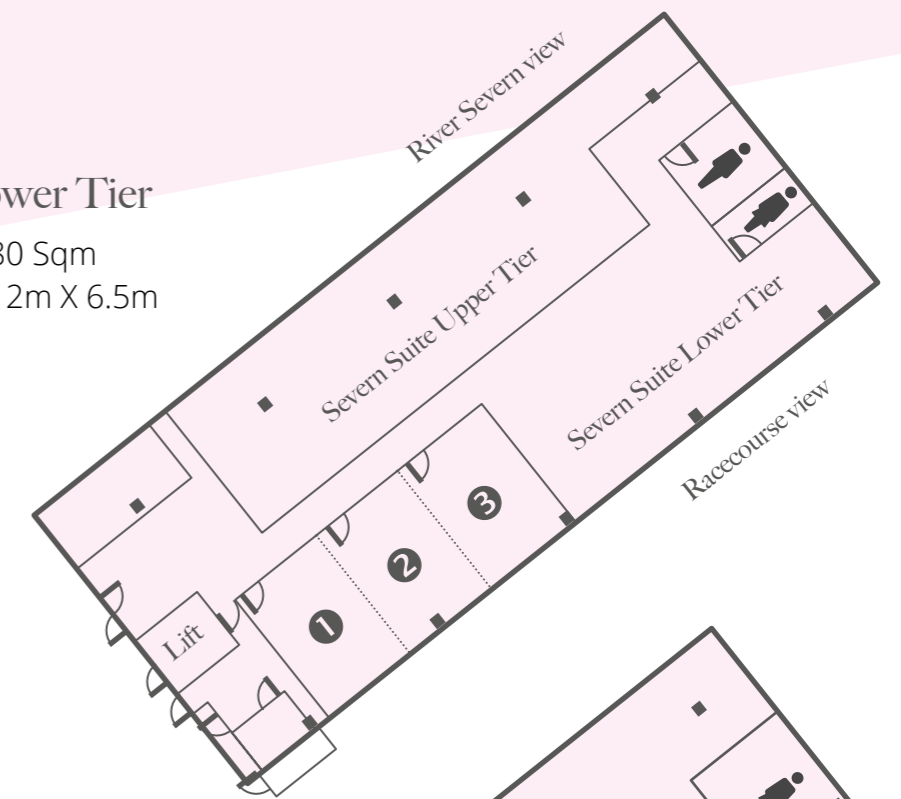 River Severn view
wer Tier
Sqm
2m X 6.5m
Severn Suite Upper Tier
Severn Suite Lower Tier
Racecourse view
3
2
1
Lift